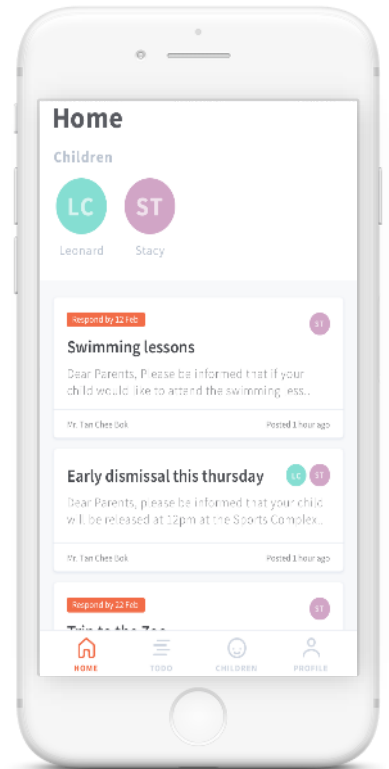 Home
Children
LC ST
Leonard Stacy
Respond by 12 Feb
ST
Swimming lessons
Dear Parents, Please be informed that if your
child would like to attend the swimming less..
Mr. Tan Chee Bok Posted 1 hour ago
Early dismissal this thursday LC ST
Dear Parents, please be informed that your child
will be released at 12pm at the Sports Complex..
Mr. Tan Chee Bok Posted 1 hour ago
Respond by 22 Feb
ST
Trip to the Zoo
HOME TODO CHILDREN PROFILE